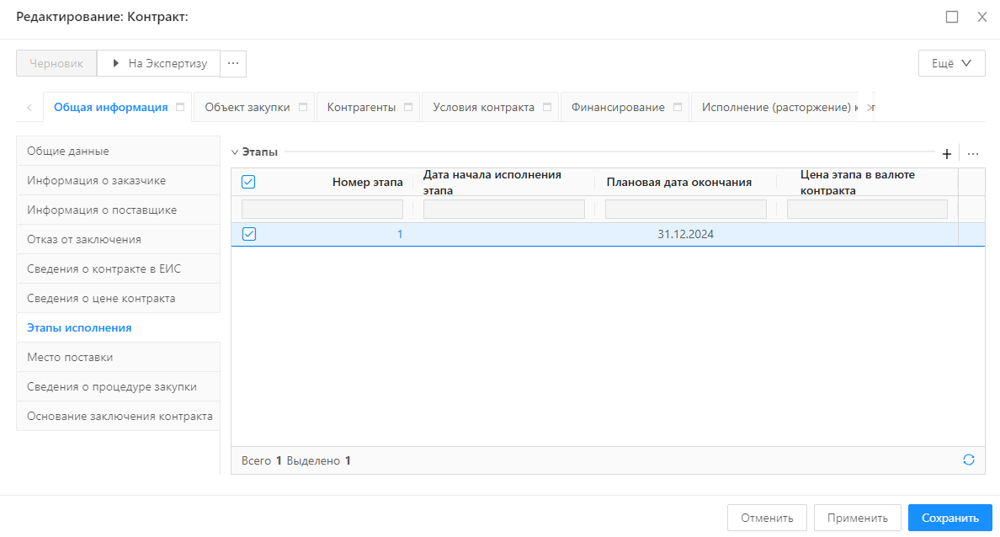 Редактирование: Контракт:
Черновик
На Экспертизу
Ещё
Общая информация
Объект закупки
Контрагенты
Условия контракта
Финансирование
Исполнение (расторжение)
Общие данные
Информация о заказчике
Информация о поставщике
Отказ от заключения
Сведения о контракте в ЕИС
Сведения о цене контракта
Этапы исполнения
Место поставки
Сведения о процедуре закупки
Основание заключения контракта
Этапы
Номер этапа
Дата начала исполнения
этапа
Плановая дата окончания
Цена этапа в валюте
контракта
1
31.12.2024
Всего 1 Выделено 1
Отменить
Применить
Сохранить